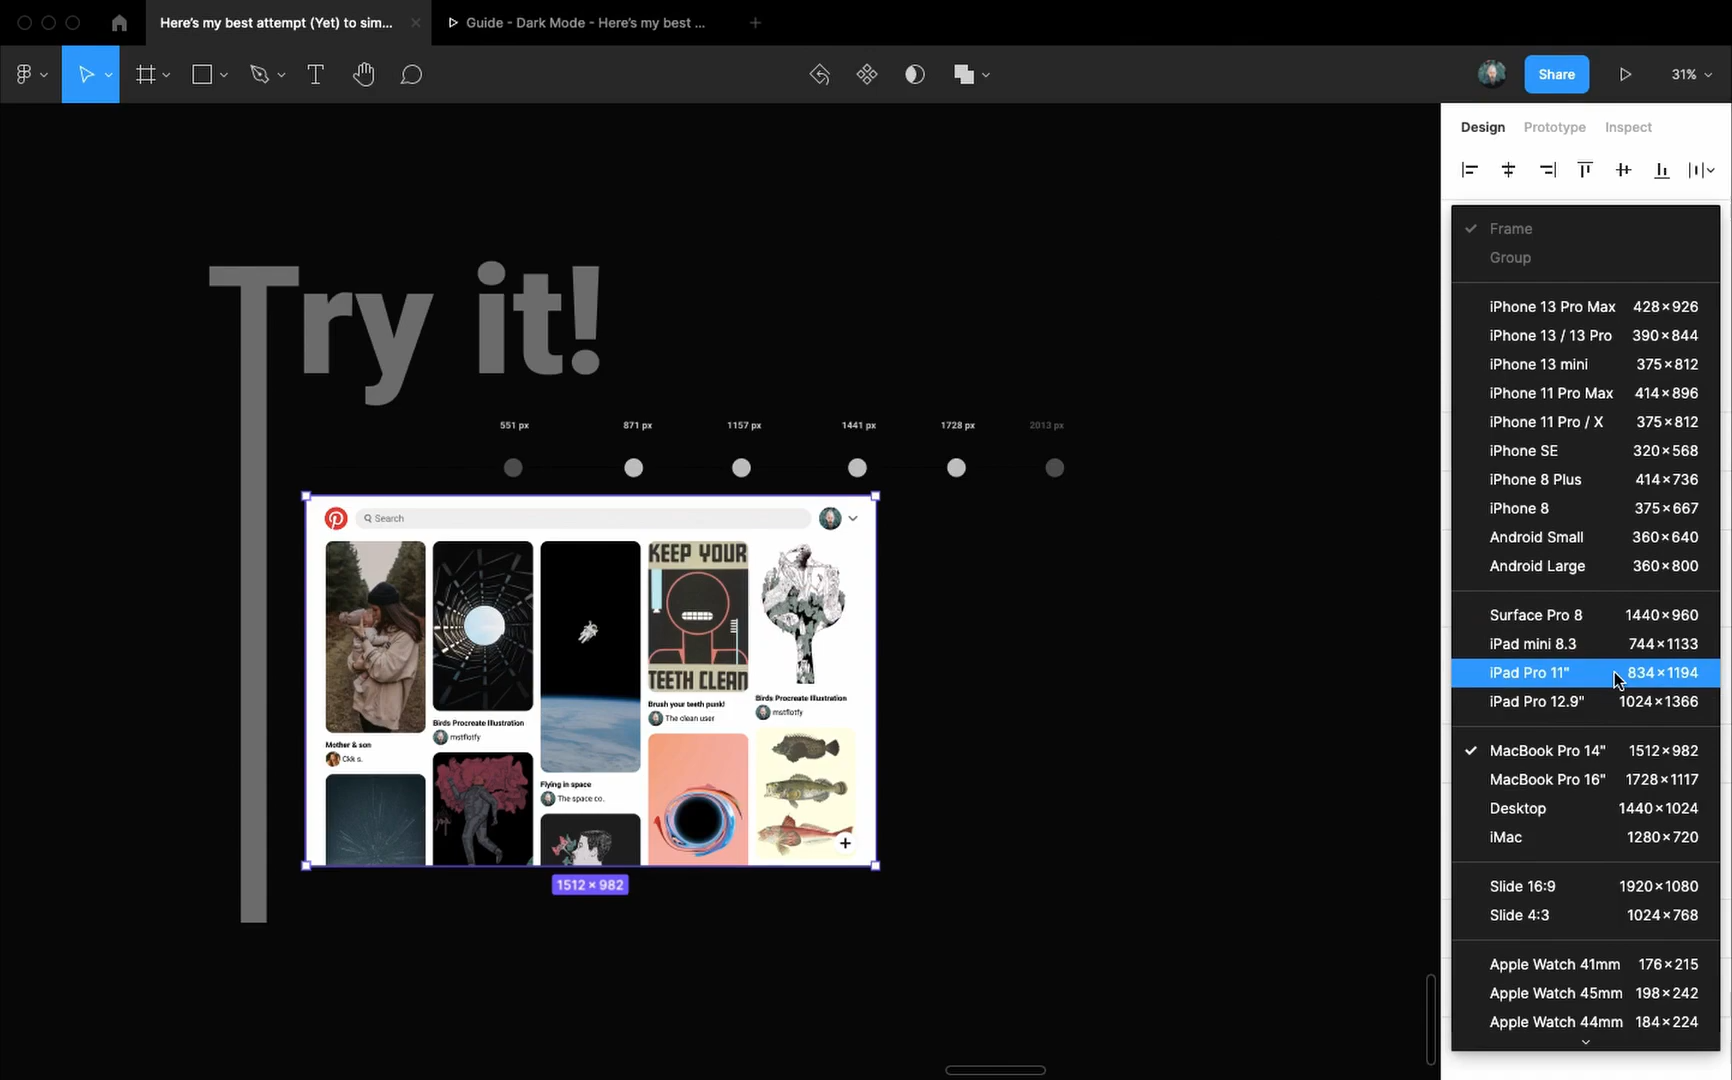 Here's my best attempt (Yet) to sim...
Guide - Dark Mode - Here's my best ...
Share
31%
Design Prototype Inspect
Try it!
551 px 871 px 1157 px 1441 px 1728 px 2013 px
Search
KEEP YOUR
TEETH CLEAN
Mother & son
Ckk s.
Birds Procreate Illustration
mstflotfy
Flying in space
The space co.
Brush your teeth punk!
The clean user
Birds Procreate Illustration
mstflotfy
1512 × 982
Frame
Group
iPhone 13 Pro Max 428×926
iPhone 13 / 13 Pro 390×844
iPhone 13 mini 375×812
iPhone 11 Pro Max 414×896
iPhone 11 Pro / X 375×812
iPhone SE 320×568
iPhone 8 Plus 414×736
iPhone 8 375×667
Android Small 360×640
Android Large 360×800
Surface Pro 8 1440×960
iPad mini 8.3 744×1133
iPad Pro 11" 834×1194
iPad Pro 12.9" 1024×1366
MacBook Pro 14" 1512×982
MacBook Pro 16" 1728×1117
Desktop 1440×1024
iMac 1280×720
Slide 16:9 1920×1080
Slide 4:3 1024×768
Apple Watch 41mm 176×215
Apple Watch 45mm 198×242
Apple Watch 44mm 184×224